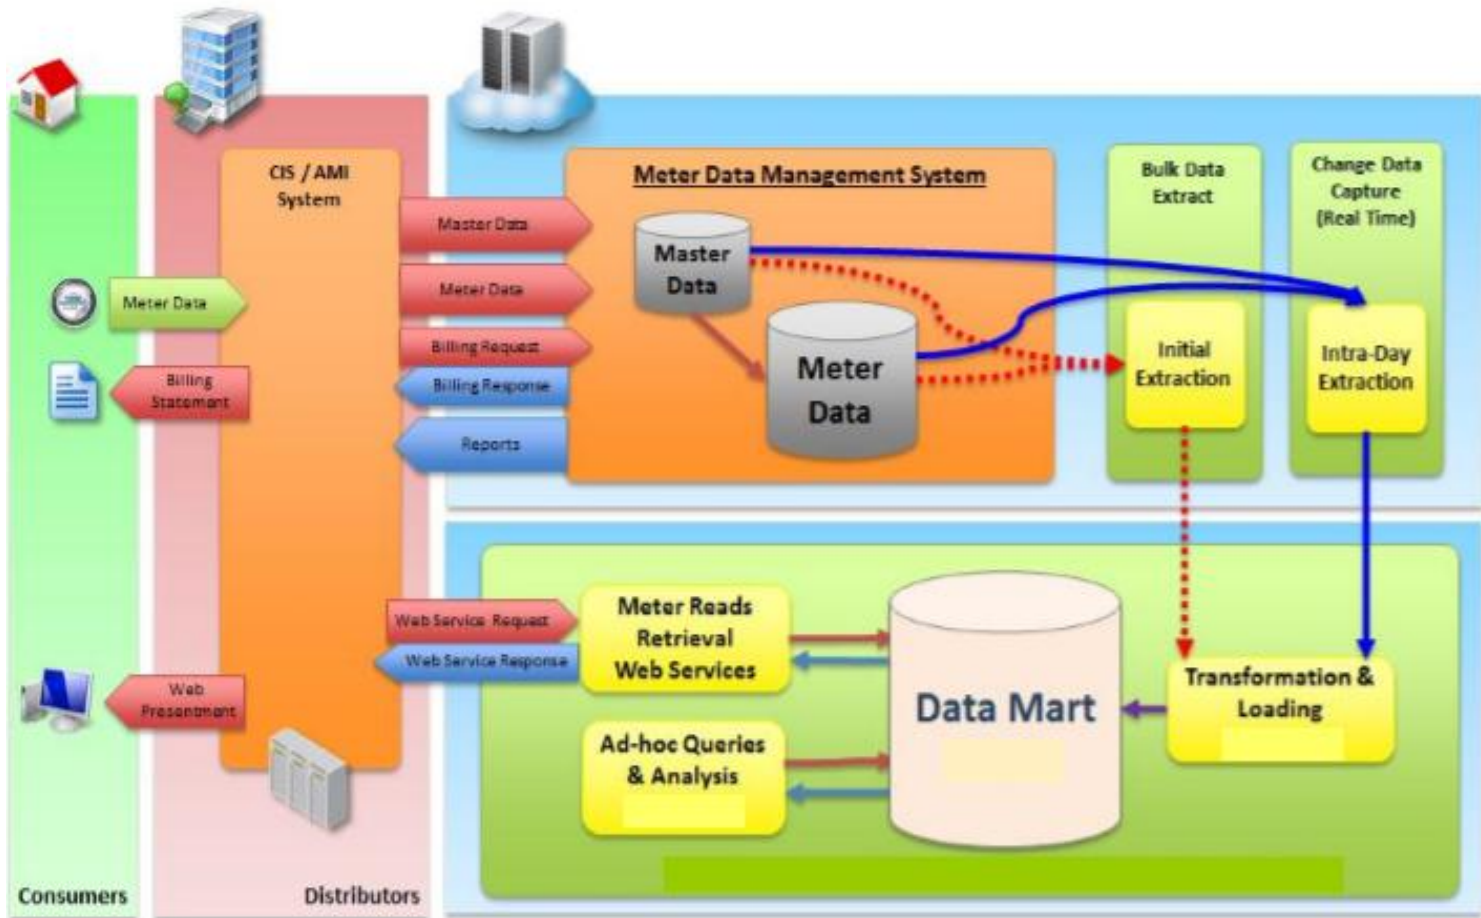 CIS / AMI
System
Meter Data
Billing
Statement
Web
Presentment
Consumers
Distributors
Master Data
Meter Data
Billing Request
Billing Response
Reports
Web Service Request
Web Service Response
Meter Data Management System
Master
Data
Meter
Data
Bulk Data
Extract
Initial
Extraction
Change Data
Capture
(Real Time)
Intra-Day
Extraction
Meter Reads
Retrieval
Web Services
Ad-hoc Queries
& Analysis
Data Mart
Transformation &
Loading